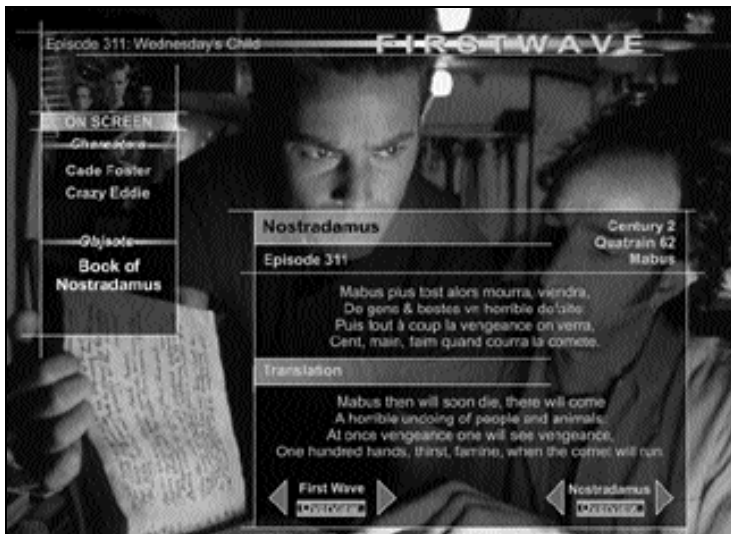 Episode 311: Wednesday's Child
FIRSTWAVE
ON SCREEN
Characters
Cade Foster
Crazy Eddie
Objects
Book of
Nostradamus
Nostradamus
Century 2
Quatrain 62
Mabus
Episode 311
Mabus plus tost alors mourra, viendra,
De gens & bestes vn horrible defaite:
Puis tout à coup la vengeance on verra,
Cent, main, faim quand courra la comete.
Translation
Mabus then will soon die, there will come
A horrible undoing of people and animals:
At once vengeance one will see vengeance,
One hundred hands, thirst, famine, when the comet will run.
First Wave
Overview
Nostradamus
Overview